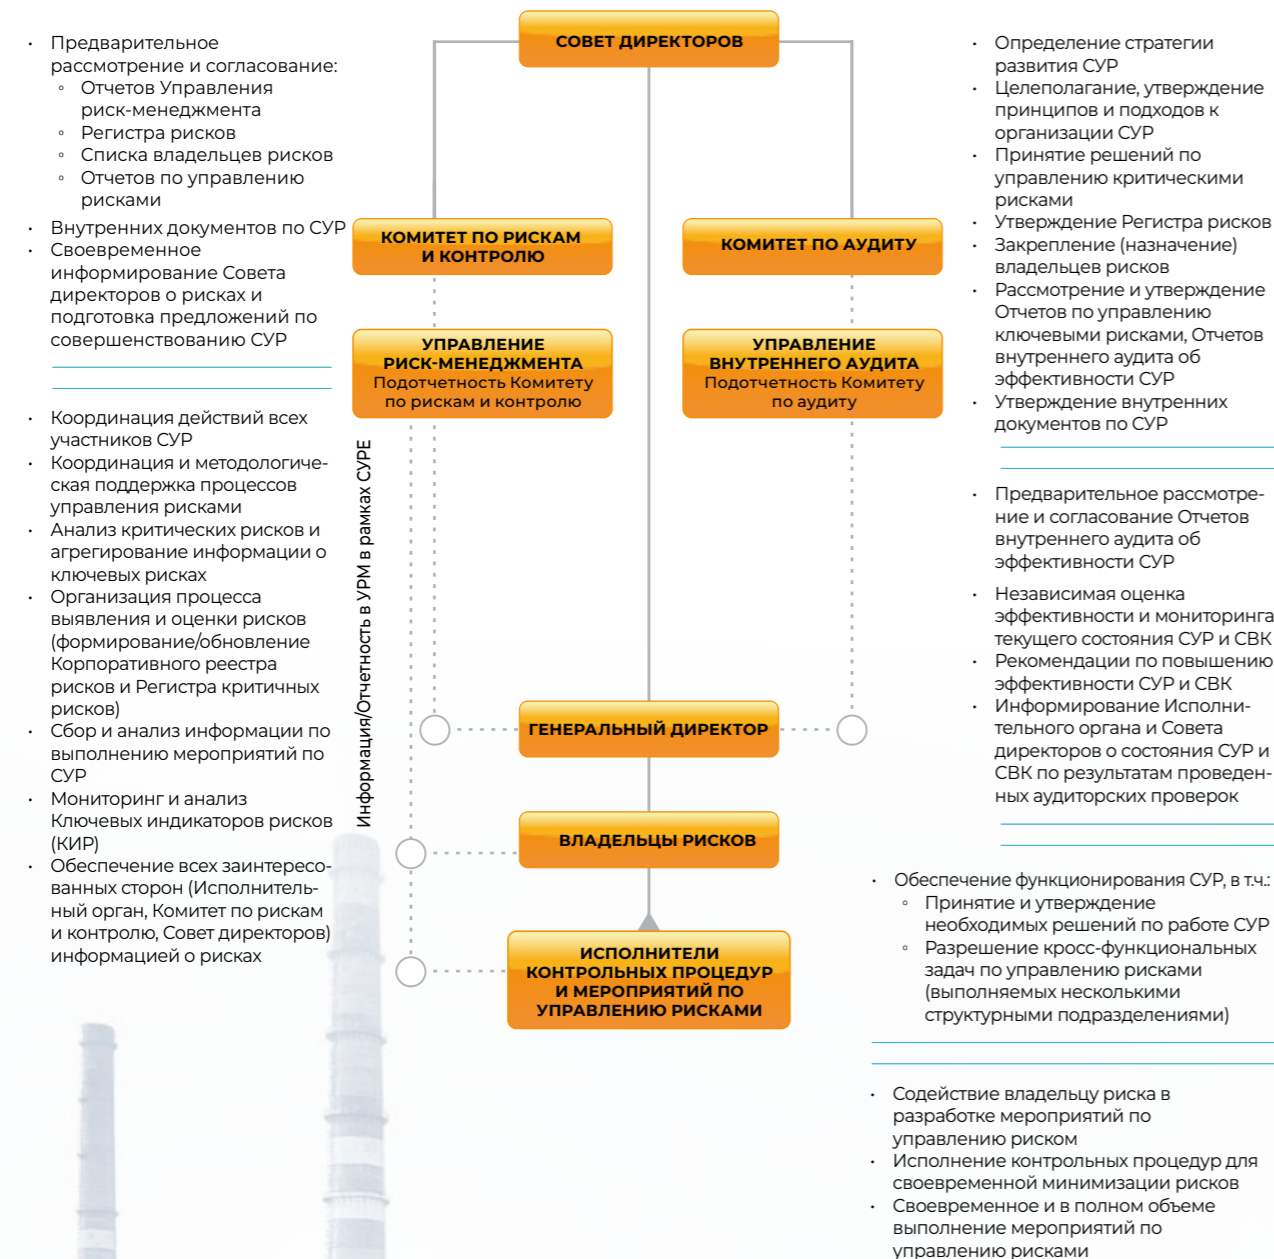 СОВЕТ ДИРЕКТОРОВ
• Предварительное
рассмотрение и согласование:
◦ Отчетов Управления
риск-менеджмента
◦ Регистра рисков
◦ Списка владельцев рисков
◦ Отчетов по управлению
рисками
• Внутренних документов по СУР
• Своевременное
информирование Совета
директоров о рисках и
подготовка предложений по
совершенствованию СУР
• Координация действий всех
участников СУР
• Координация и методологиче-
ская поддержка процессов
управления рисками
• Анализ критических рисков и
агрегирование информации о
ключевых рисках
• Организация процесса
выявления и оценки рисков
(формирование/обновление
Корпоративного реестра
рисков и Регистра критичных
рисков)
• Сбор и анализ информации по
выполнению мероприятий по
СУР
• Мониторинг и анализ
Ключевых индикаторов рисков
(КИР)
• Обеспечение всех заинтересо-
ванных сторон (Исполнитель-
ный орган, Комитет по рискам
и контролю, Совет директоров)
информацией о рисках
КОМИТЕТ ПО РИСКАМ
И КОНТРОЛЮ
КОМИТЕТ ПО АУДИТУ
УПРАВЛЕНИЕ
РИСК-МЕНЕДЖМЕНТА
Подотчетность Комитету
по рискам и контролю
УПРАВЛЕНИЕ
ВНУТРЕННЕГО АУДИТА
Подотчетность Комитету
по аудиту
Информация/Отчетность в УРМ в рамках СУРЕ
ГЕНЕРАЛЬНЫЙ ДИРЕКТОР
ВЛАДЕЛЬЦЫ РИСКОВ
ИСПОЛНИТЕЛИ
КОНТРОЛЬНЫХ ПРОЦЕДУР
И МЕРОПРИЯТИЙ ПО
УПРАВЛЕНИЮ РИСКАМИ
• Определение стратегии
развития СУР
• Целеполагание, утверждение
принципов и подходов к
организации СУР
• Принятие решений по
управлению критическими
рисками
• Утверждение Регистра рисков
• Закрепление (назначение)
владельцев рисков
• Рассмотрение и утверждение
Отчетов по управлению
ключевыми рисками, Отчетов
внутреннего аудита об
эффективности СУР
• Утверждение внутренних
документов по СУР
• Предварительное рассмотре-
ние и согласование Отчетов
внутреннего аудита об
эффективности СУР
• Независимая оценка
эффективности и мониторинга
текущего состояния СУР и СВК
• Рекомендации по повышению
эффективности СУР и СВК
• Информирование Исполни-
тельного органа и Совета
директоров о состояния СУР и
СВК по результатам проведен-
ных аудиторских проверок
• Обеспечение функционирования СУР, в т.ч.:
◦ Принятие и утверждение
необходимых решений по работе СУР
◦ Разрешение кросс-функциональных
задач по управлению рисками
(выполняемых несколькими
структурными подразделениями)
• Содействие владельцу риска в
разработке мероприятий по
управлению риском
• Исполнение контрольных процедур для
своевременной минимизации рисков
• Своевременное и в полном объеме
выполнение мероприятий по
управлению рисками